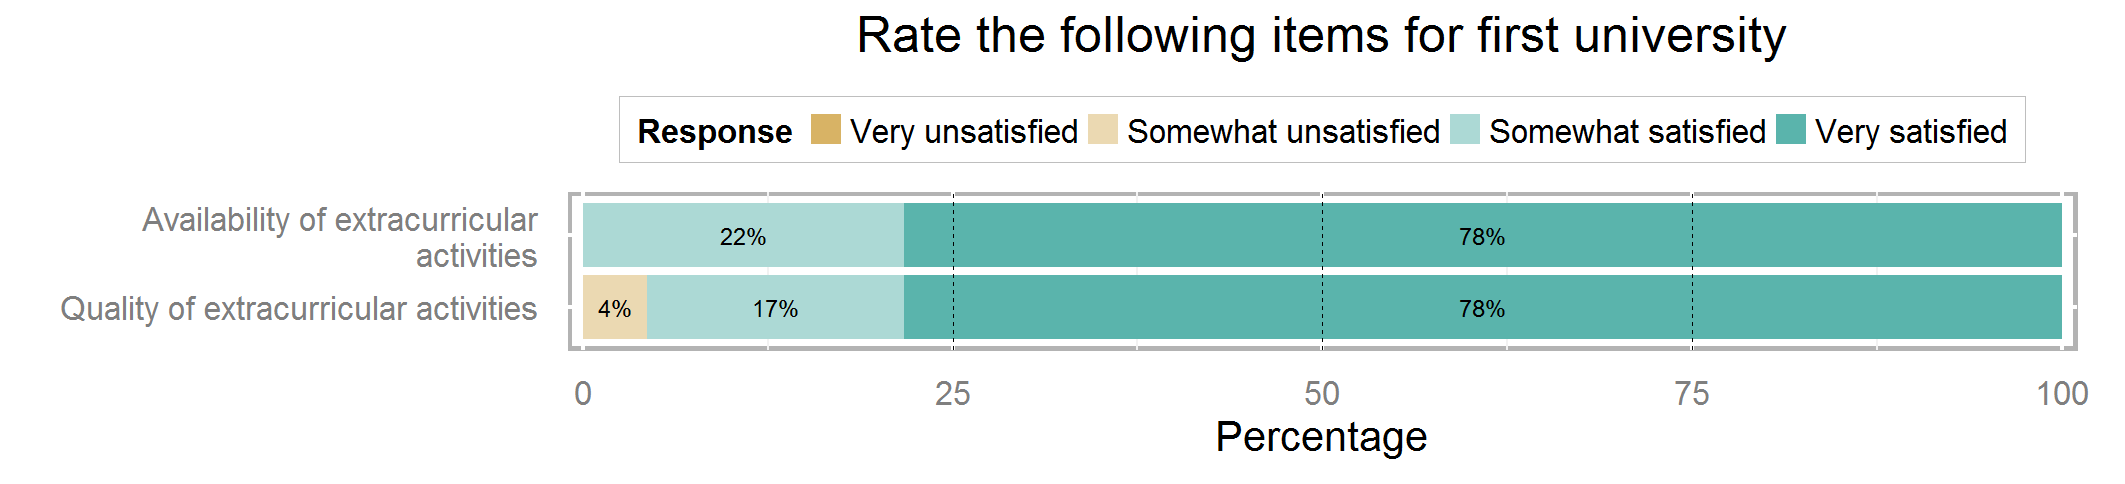 Rate the following items for first university
Response Very unsatisfied Somewhat unsatisfied Somewhat satisfied Very satisfied
Availability of extracurricular
activities
22% 78%
Quality of extracurricular activities
4% 17% 78%
0 25 50 75 100
Percentage